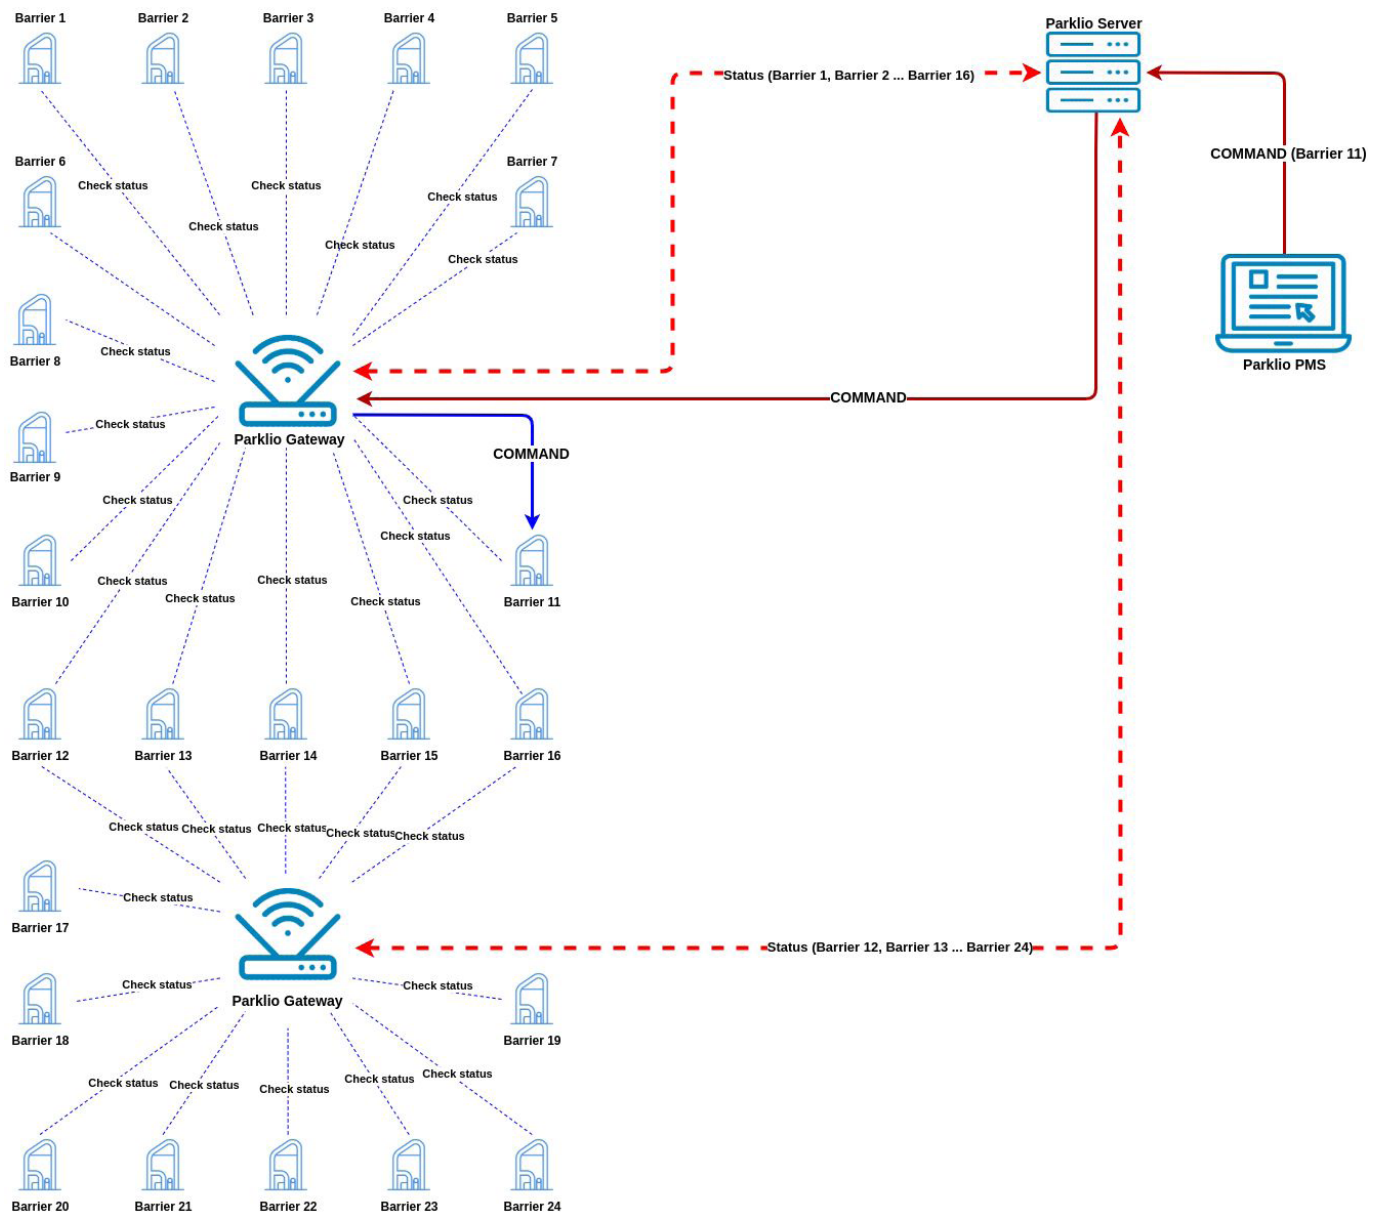 Barrier 1
Barrier 2
Barrier 3
Barrier 4
Barrier 5
Parklio Server
Status (Barrier 1, Barrier 2 ... Barrier 16)
COMMAND (Barrier 11)
Barrier 6
Barrier 7
Check status
Check status
Check status
Check status
Check status
Check status
Barrier 8
Check status
Parklio PMS
COMMAND
Check status
Parklio Gateway
COMMAND
Barrier 9
Check status
Check status
Check status
Check status
Check status
Check status
Check status
Barrier 10
Barrier 11
Barrier 12
Barrier 13
Barrier 14
Barrier 15
Barrier 16
Check status
Check status
Check status
Check status
Check status
Check status
Barrier 17
Status (Barrier 12, Barrier 13 ... Barrier 24)
Check status
Check status
Parklio Gateway
Barrier 18
Barrier 19
Check status
Check status
Check status
Check status
Check status
Barrier 20
Barrier 21
Barrier 22
Barrier 23
Barrier 24